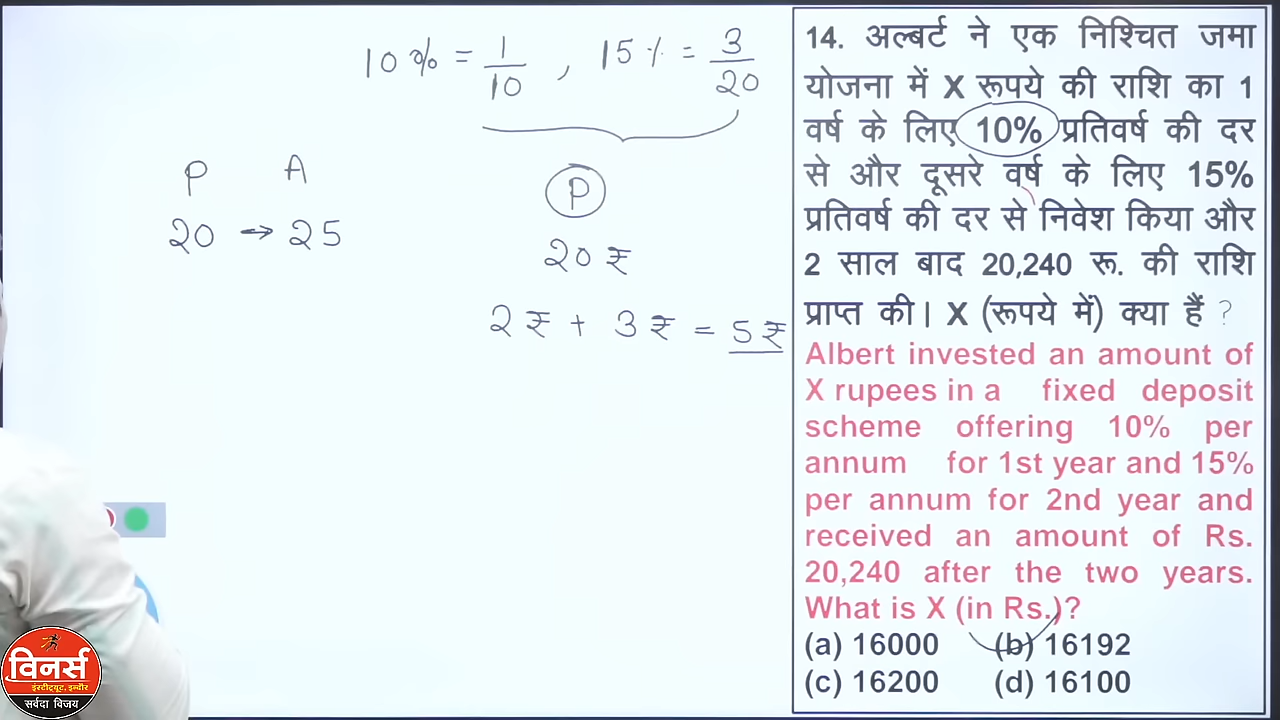 10% = 1/10 , 15% = 3/20
P A
20 → 25
P
20 ₹
2₹ + 3₹ = 5₹
14. अल्बर्ट ने एक निश्चित जमा
योजना में X रूपये की राशि का 1
वर्ष के लिए 10% प्रतिवर्ष की दर
से और दूसरे वर्ष के लिए 15%
प्रतिवर्ष की दर से निवेश किया और
2 साल बाद 20,240 रू. की राशि
प्राप्त की। X (रूपये में) क्या हैं ?
Albert invested an amount of
X rupees in a fixed deposit
scheme offering 10% per
annum for 1st year and 15%
per annum for 2nd year and
received an amount of Rs.
20,240 after the two years.
What is X (in Rs.)?
(a) 16000 (b) 16192
(c) 16200 (d) 16100
विनर्स
इंस्टीट्यूट, इन्दौर
सर्वदा विजय